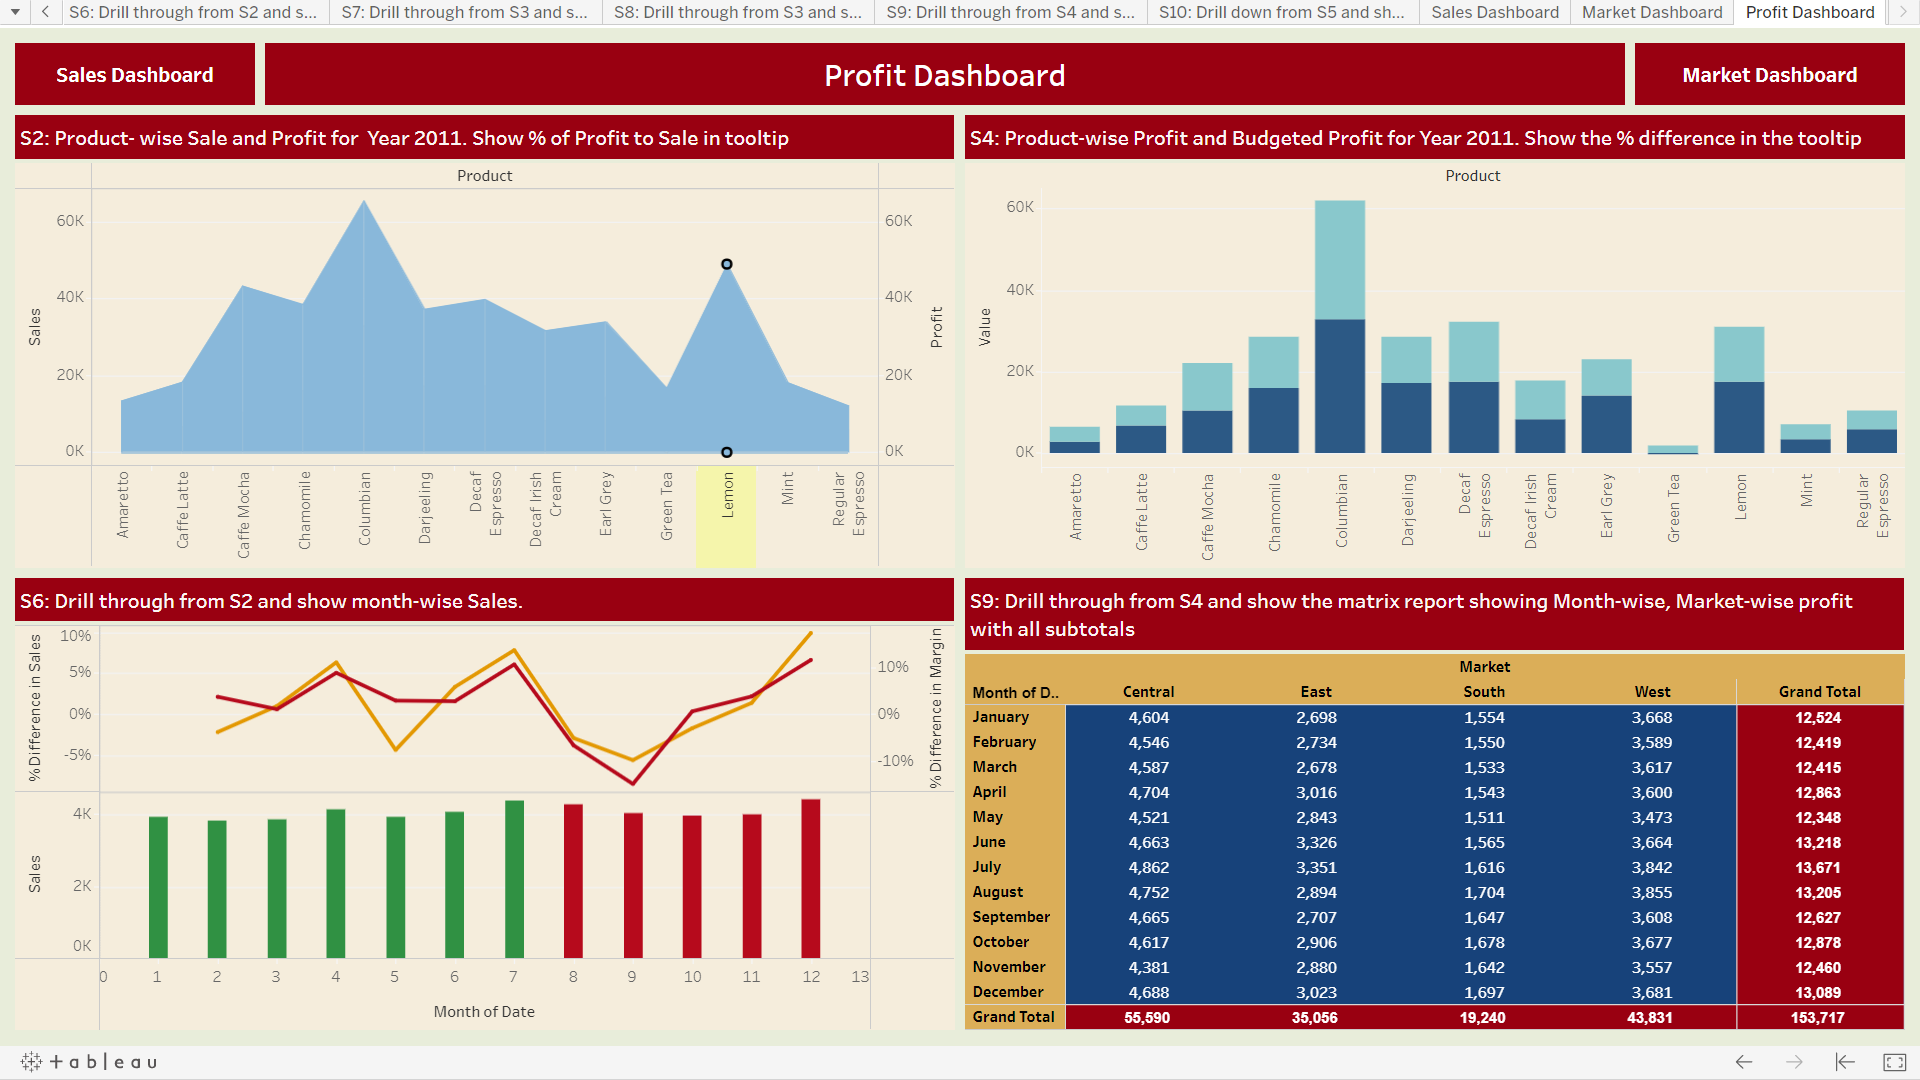 S6: Drill through from S2 and s...
S7: Drill through from S3 and s...
S8: Drill through from S3 and s...
S9: Drill through from S4 and s...
S10: Drill down from S5 and sh...
Sales Dashboard
Market Dashboard
Profit Dashboard
Sales Dashboard
Profit Dashboard
Market Dashboard
S2: Product- wise Sale and Profit for Year 2011. Show % of Profit to Sale in tooltip
Product
Sales
60K
40K
20K
0K
60K
40K
20K
0K
Profit
Amaretto
Caffe Latte
Caffe Mocha
Chamomile
Columbian
Darjeeling
Decaf
Espresso
Decaf Irish
Cream
Earl Grey
Green Tea
Lemon
Mint
Regular
Espresso
S4: Product-wise Profit and Budgeted Profit for Year 2011. Show the % difference in the tooltip
Product
Value
60K
40K
20K
0K
Amaretto
Caffe Latte
Caffe Mocha
Chamomile
Columbian
Darjeeling
Decaf
Espresso
Decaf Irish
Cream
Earl Grey
Green Tea
Lemon
Mint
Regular
Espresso
S6: Drill through from S2 and show month-wise Sales.
%Difference in Sales
10%
5%
0%
-5%
10%
0%
-10%
% Difference in Margin
Sales
4K
2K
0K
0 1 2 3 4 5 6 7 8 9 10 11 12 13
Month of Date
S9: Drill through from S4 and show the matrix report showing Month-wise, Market-wise profit
with all subtotals
Market
Month of D.. Central East South West Grand Total
January 4,604 2,698 1,554 3,668 12,524
February 4,546 2,734 1,550 3,589 12,419
March 4,587 2,678 1,533 3,617 12,415
April 4,704 3,016 1,543 3,600 12,863
May 4,521 2,843 1,511 3,473 12,348
June 4,663 3,326 1,565 3,664 13,218
July 4,862 3,351 1,616 3,842 13,671
August 4,752 2,894 1,704 3,855 13,205
September 4,665 2,707 1,647 3,608 12,627
October 4,617 2,906 1,678 3,677 12,878
November 4,381 2,880 1,642 3,557 12,460
December 4,688 3,023 1,697 3,681 13,089
Grand Total 55,590 35,056 19,240 43,831 153,717
+ a b l e a u